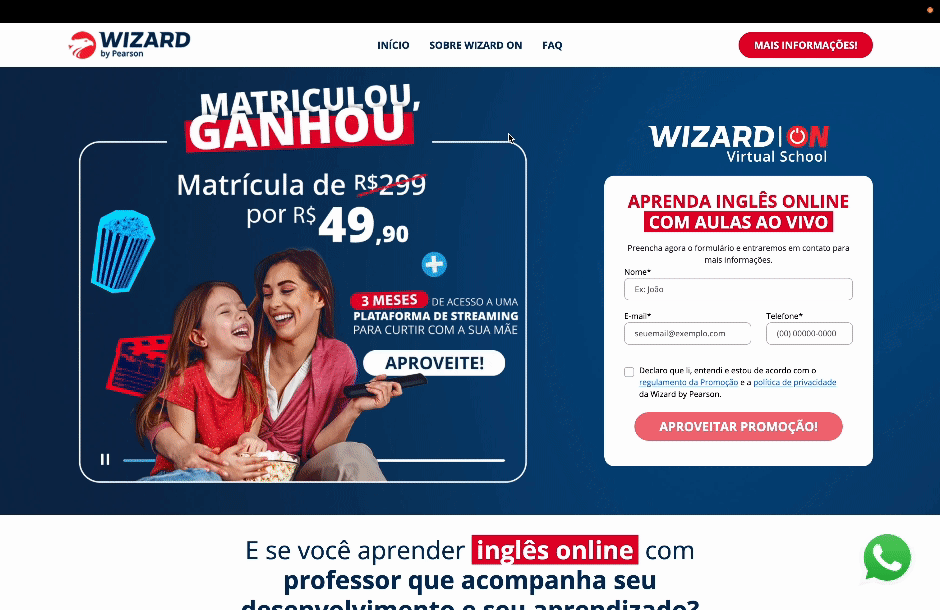 WIZARD
by Pearson
INÍCIO SOBRE WIZARD ON FAQ
MAIS INFORMAÇÕES!
MATRICULOU,
GANHOU
Matrícula de R$299
por R$49,90
3 MESES DE ACESSO A UMA
PLATAFORMA DE STREAMING
PARA CURTIR COM A SUA MÃE
APROVEITE!
WIZARD|ON
Virtual School
APRENDA INGLÊS ONLINE
COM AULAS AO VIVO
Preencha agora o formulário e entraremos em contato para
mais informações.
Nome*
Ex: João
E-mail* Telefone*
seuemail@exemplo.com (00) 00000-0000
Declaro que li, entendi e estou de acordo com o
regulamento da Promoção e a política de privacidade
da Wizard by Pearson.
APROVEITAR PROMOÇÃO!
E se você aprender inglês online com
professor que acompanha seu
desenvolvimento e seu aprendizado?